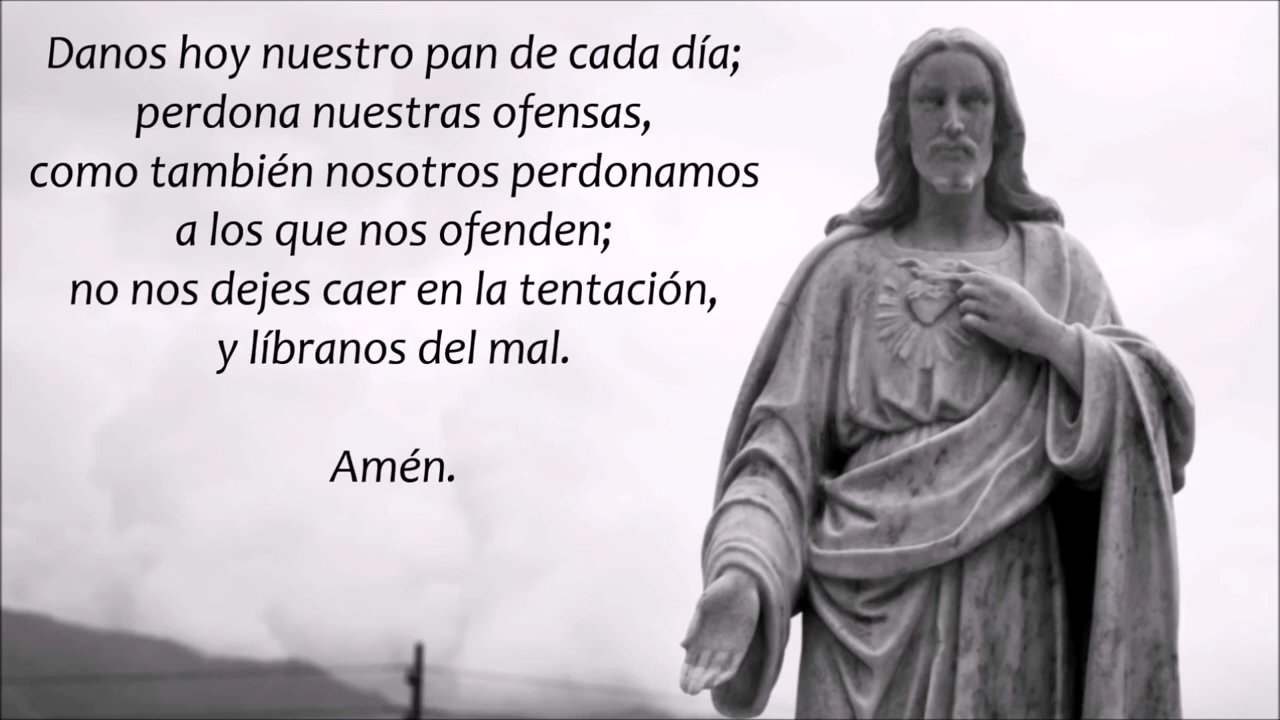 Danos hoy nuestro pan de cada día;
perdona nuestras ofensas,
como también nosotros perdonamos
a los que nos ofenden;
no nos dejes caer en la tentación,
y líbranos del mal.
Amén.